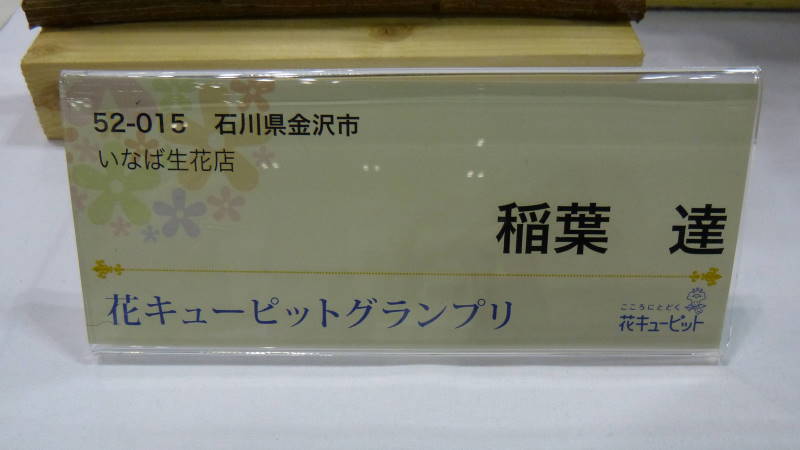 52-015 石川県金沢市
いなば生花店
稲葉 達
花キューピットグランプリ
こころにとどく
花キューピット